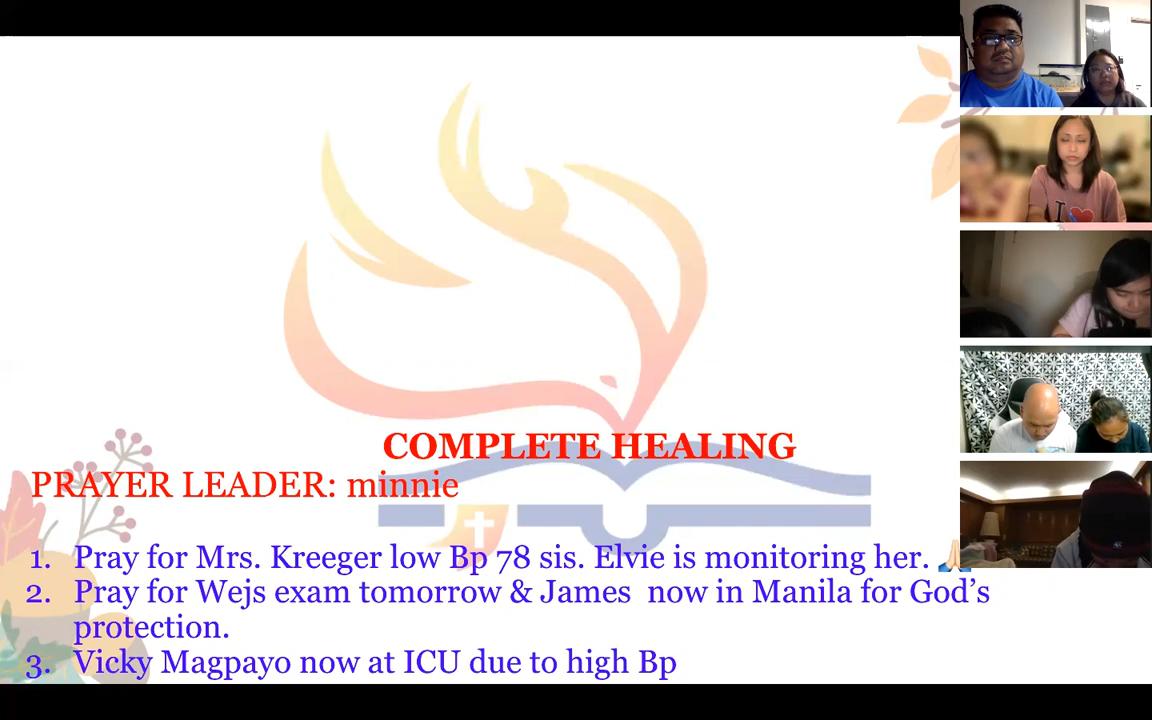 COMPLETE HEALING
PRAYER LEADER: minnie
1. Pray for Mrs. Kreeger low Bp 78 sis. Elvie is monitoring her. 🙏🏻
2. Pray for Wejs exam tomorrow & James now in Manila for God's
protection.
3. Vicky Magpayo now at ICU due to high Bp
I